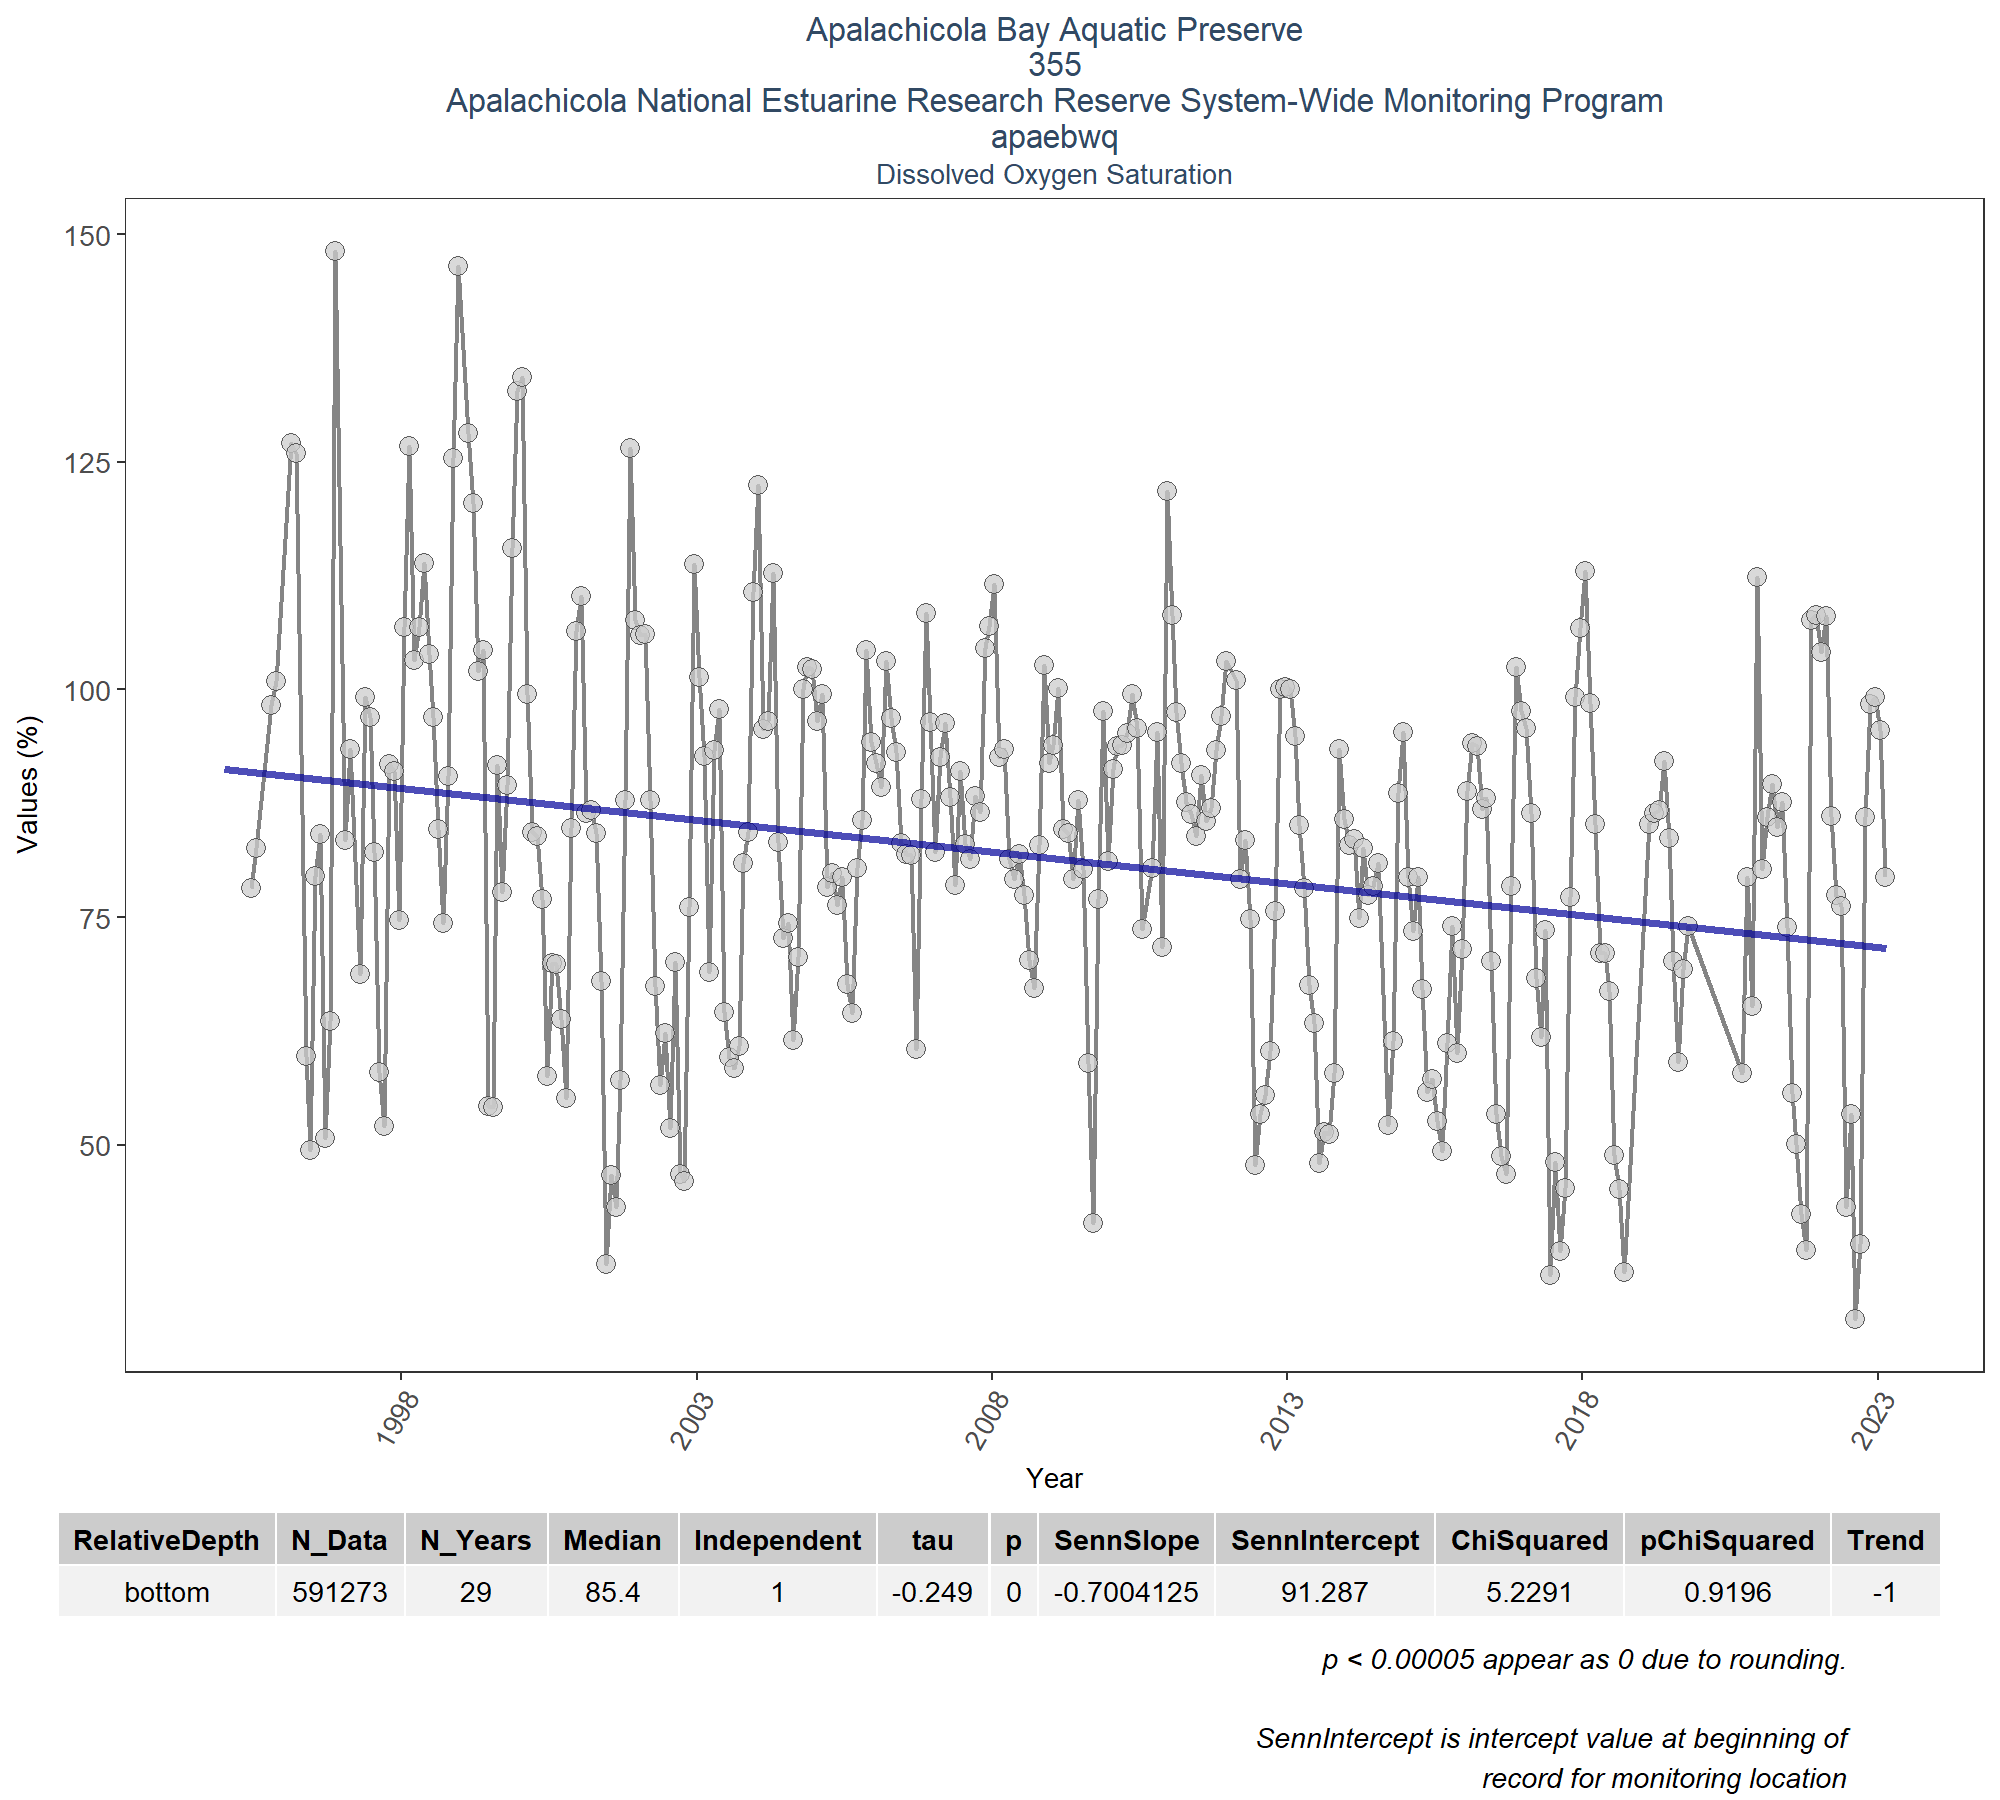 Apalachicola Bay Aquatic Preserve
355
Apalachicola National Estuarine Research Reserve System-Wide Monitoring Program
apaebwq
Dissolved Oxygen Saturation
Values (%)
150
125
100
75
50
1998
2003
2008
2013
2018
2023
Year
RelativeDepth N_Data N_Years Median Independent tau p SennSlope SennIntercept ChiSquared pChiSquared Trend
bottom 591273 29 85.4 1 -0.249 0 -0.7004125 91.287 5.2291 0.9196 -1
p < 0.00005 appear as 0 due to rounding.
SennIntercept is intercept value at beginning of
record for monitoring location